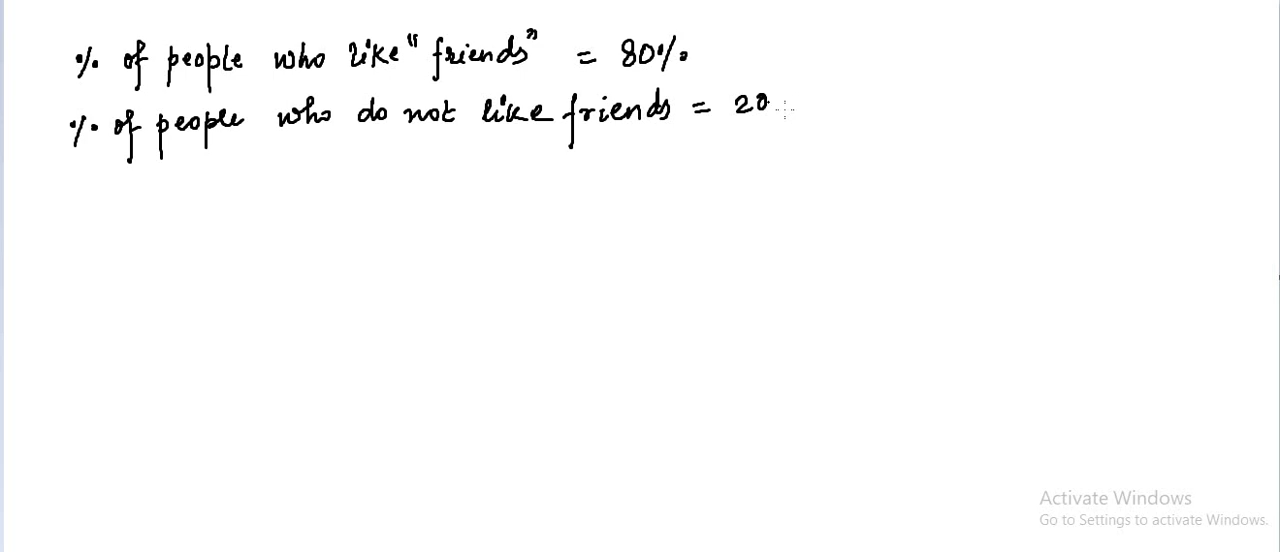 % of people who like "friends" = 80%
% of people who do not like friends = 20
Activate Windows
Go to Settings to activate Windows.